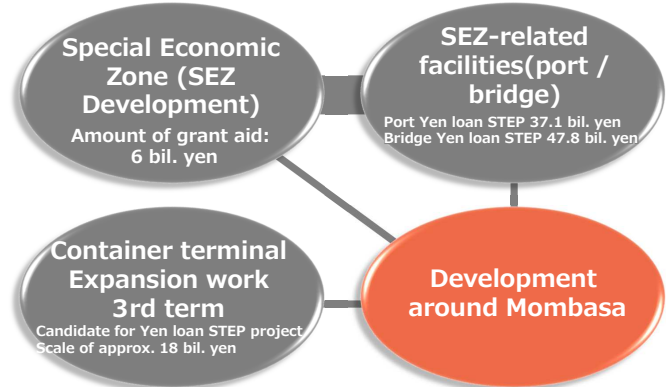 Special Economic
Zone (SEZ
Development)
Amount of grant aid:
6 bil. yen
SEZ-related
facilities(port /
bridge)
Port Yen loan STEP 37.1 bil. yen
Bridge Yen loan STEP 47.8 bil. yen
Container terminal
Expansion work
3rd term
Candidate for Yen loan STEP project
Scale of approx. 18 bil. yen
Development
around Mombasa